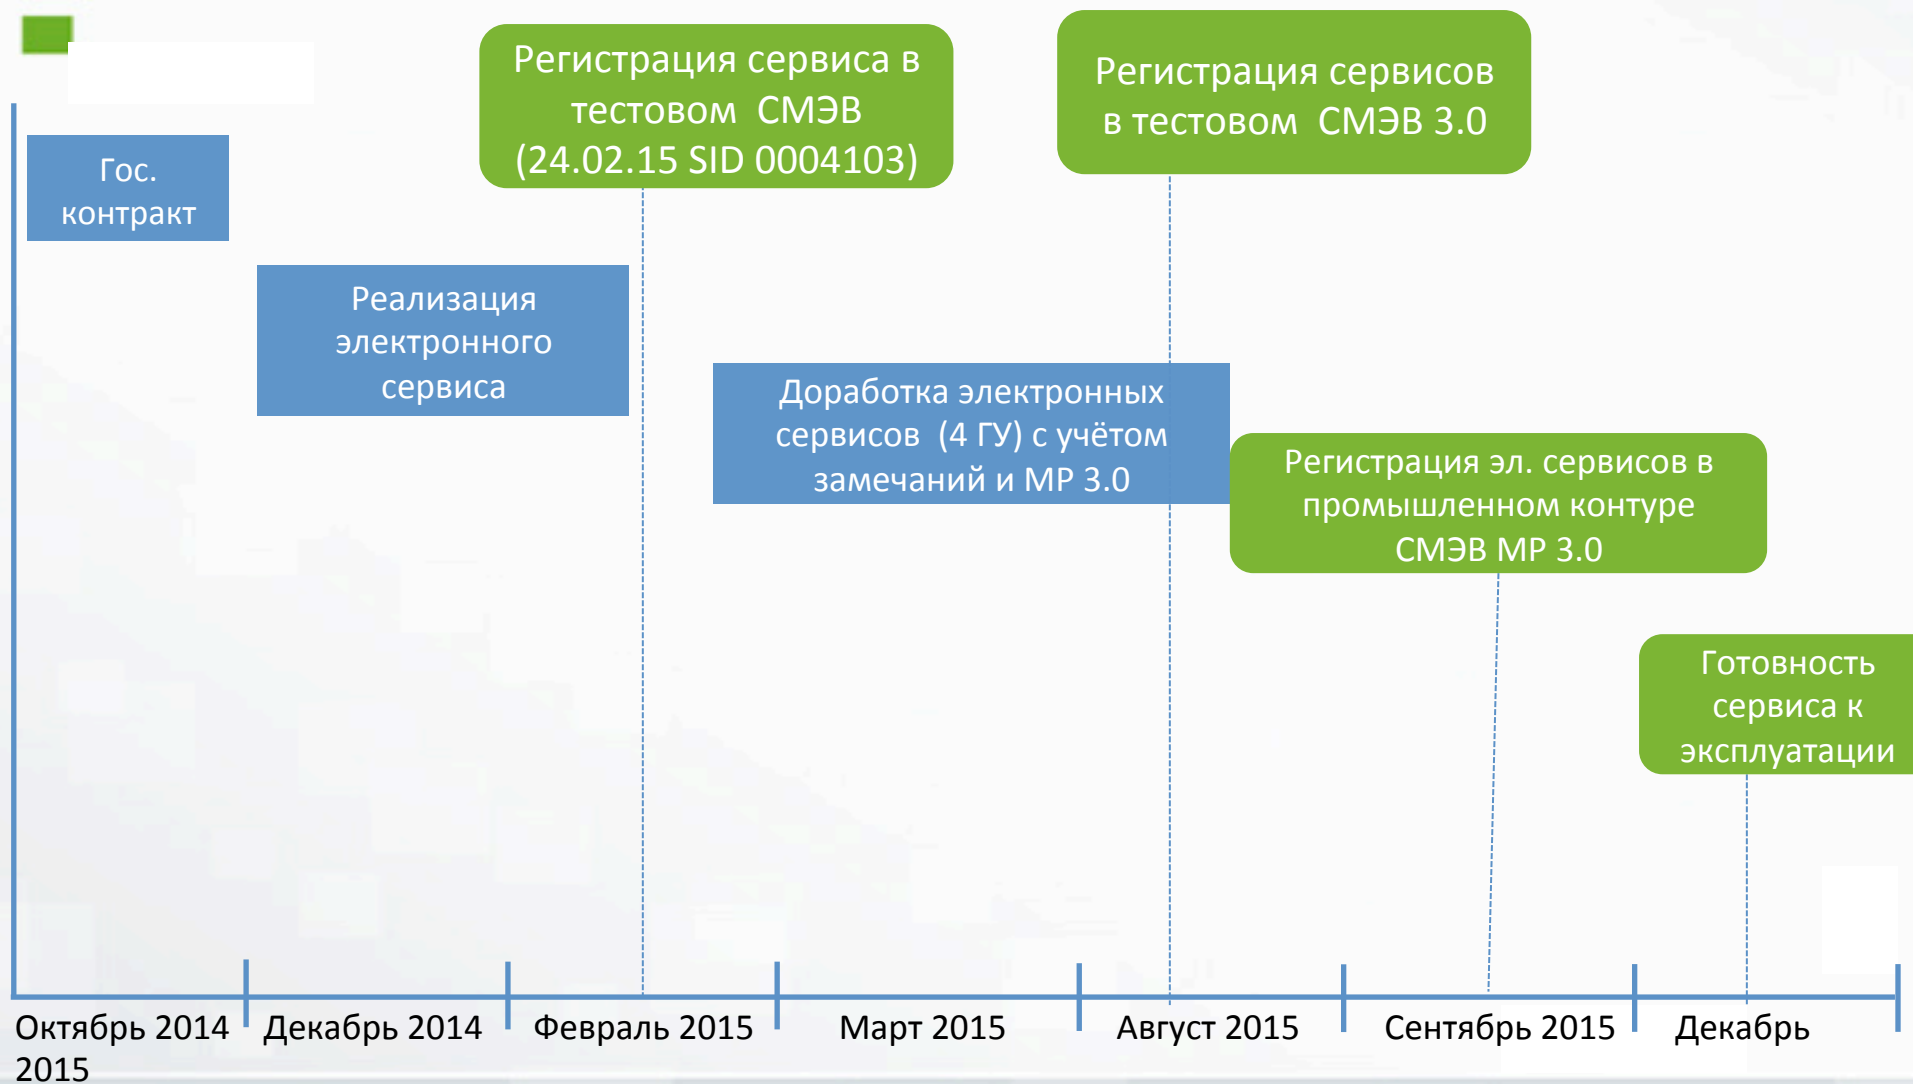 Регистрация сервиса в
тестовом СМЭВ
(24.02.15 SID 0004103)
Регистрация сервисов
в тестовом СМЭВ 3.0
Гос.
контракт
Реализация
электронного
сервиса
Доработка электронных
сервисов (4 ГУ) с учётом
замечаний и МР 3.0
Регистрация эл. сервисов в
промышленном контуре
СМЭВ МР 3.0
Готовность
сервиса к
эксплуатации
Октябрь 2014 Декабрь 2014 Февраль 2015 Март 2015 Август 2015 Сентябрь 2015 Декабрь
2015